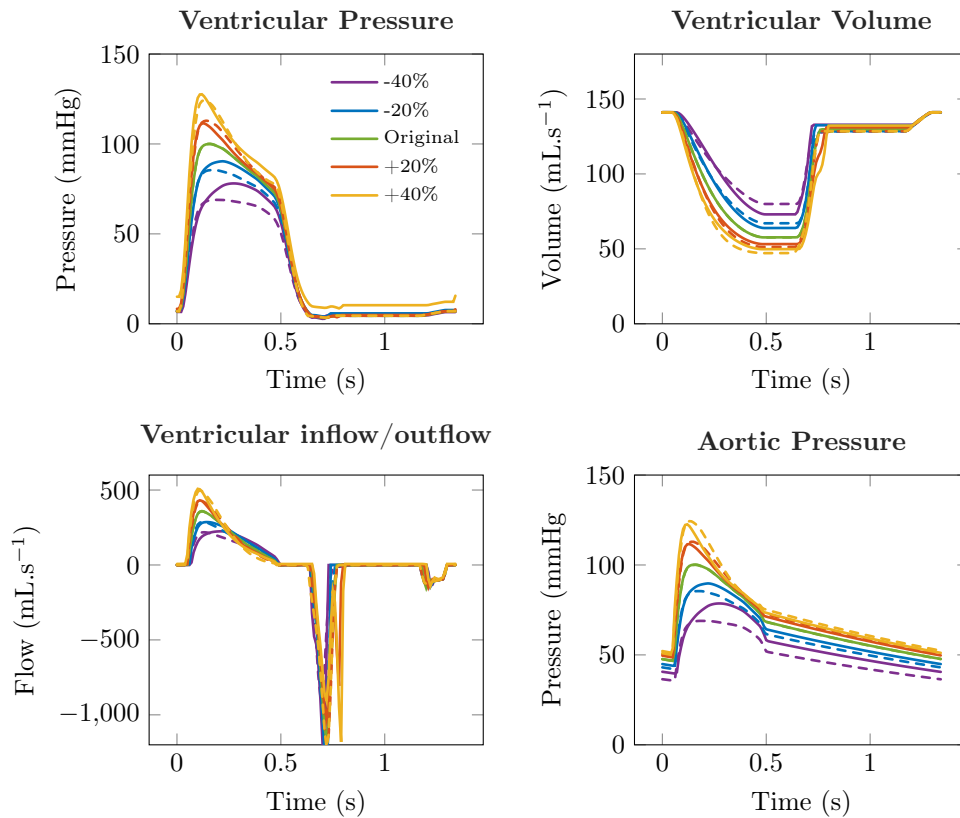 Ventricular Pressure
150
100
50
0
Pressure (mmHg)
-40%
-20%
Original
+20%
+40%
0
0.5
1
Time (s)
Ventricular Volume
150
100
50
0
Volume (mL.s⁻¹)
0
0.5
1
Time (s)
Ventricular inflow/outflow
500
0
−500
−1,000
Flow (mL.s⁻¹)
0
0.5
1
Time (s)
Aortic Pressure
150
100
50
0
Pressure (mmHg
0
0.5
1
Time (s)